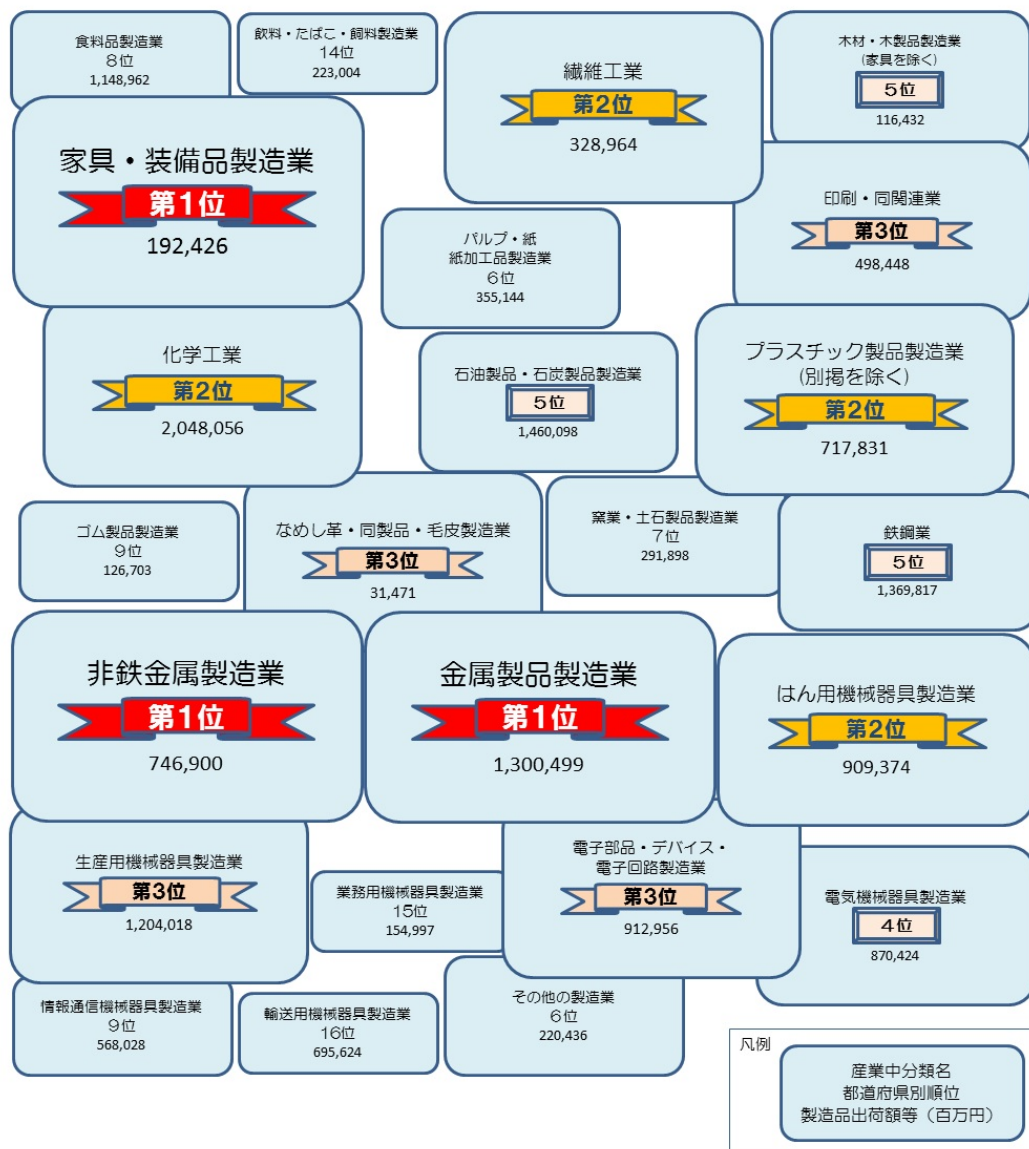 食料品製造業
8位
1,148,962
飲料・たばこ・飼料製造業
14位
223,004
繊維工業
第2位
328,964
木材・木製品製造業
(家具を除く)
5位
116,432
家具・装備品製造業
第1位
192,426
パルプ・紙
紙加工品製造業
6位
355,144
印刷・同関連業
第3位
498,448
化学工業
第2位
2,048,056
石油製品・石炭製品製造業
5位
1,460,098
プラスチック製品製造業
(別掲を除く)
第2位
717,831
ゴム製品製造業
9位
126,703
なめし革・同製品・毛皮製造業
第3位
31,471
窯業・土石製品製造業
7位
291,898
鉄鋼業
5位
1,369,817
非鉄金属製造業
第1位
746,900
金属製品製造業
第1位
1,300,499
はん用機械器具製造業
第2位
909,374
生産用機械器具製造業
第3位
1,204,018
業務用機械器具製造業
15位
154,997
電子部品・デバイス・
電子回路製造業
第3位
912,956
電気機械器具製造業
4位
870,424
情報通信機械器具製造業
9位
568,028
輸送用機械器具製造業
16位
695,624
その他の製造業
6位
220,436
凡例
産業中分類名
都道府県別順位
製造品出荷額等（百万円）